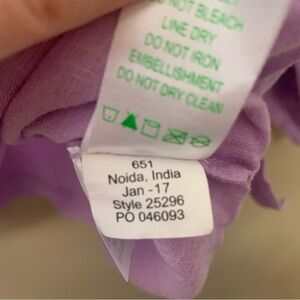 NOT BLEACH
LINE DRY
DO NOT IRON
EMBELLISHMENT
DO NOT DRY CLEAN
651
Noida, India
Jan -17
Style 25296
PO 046093